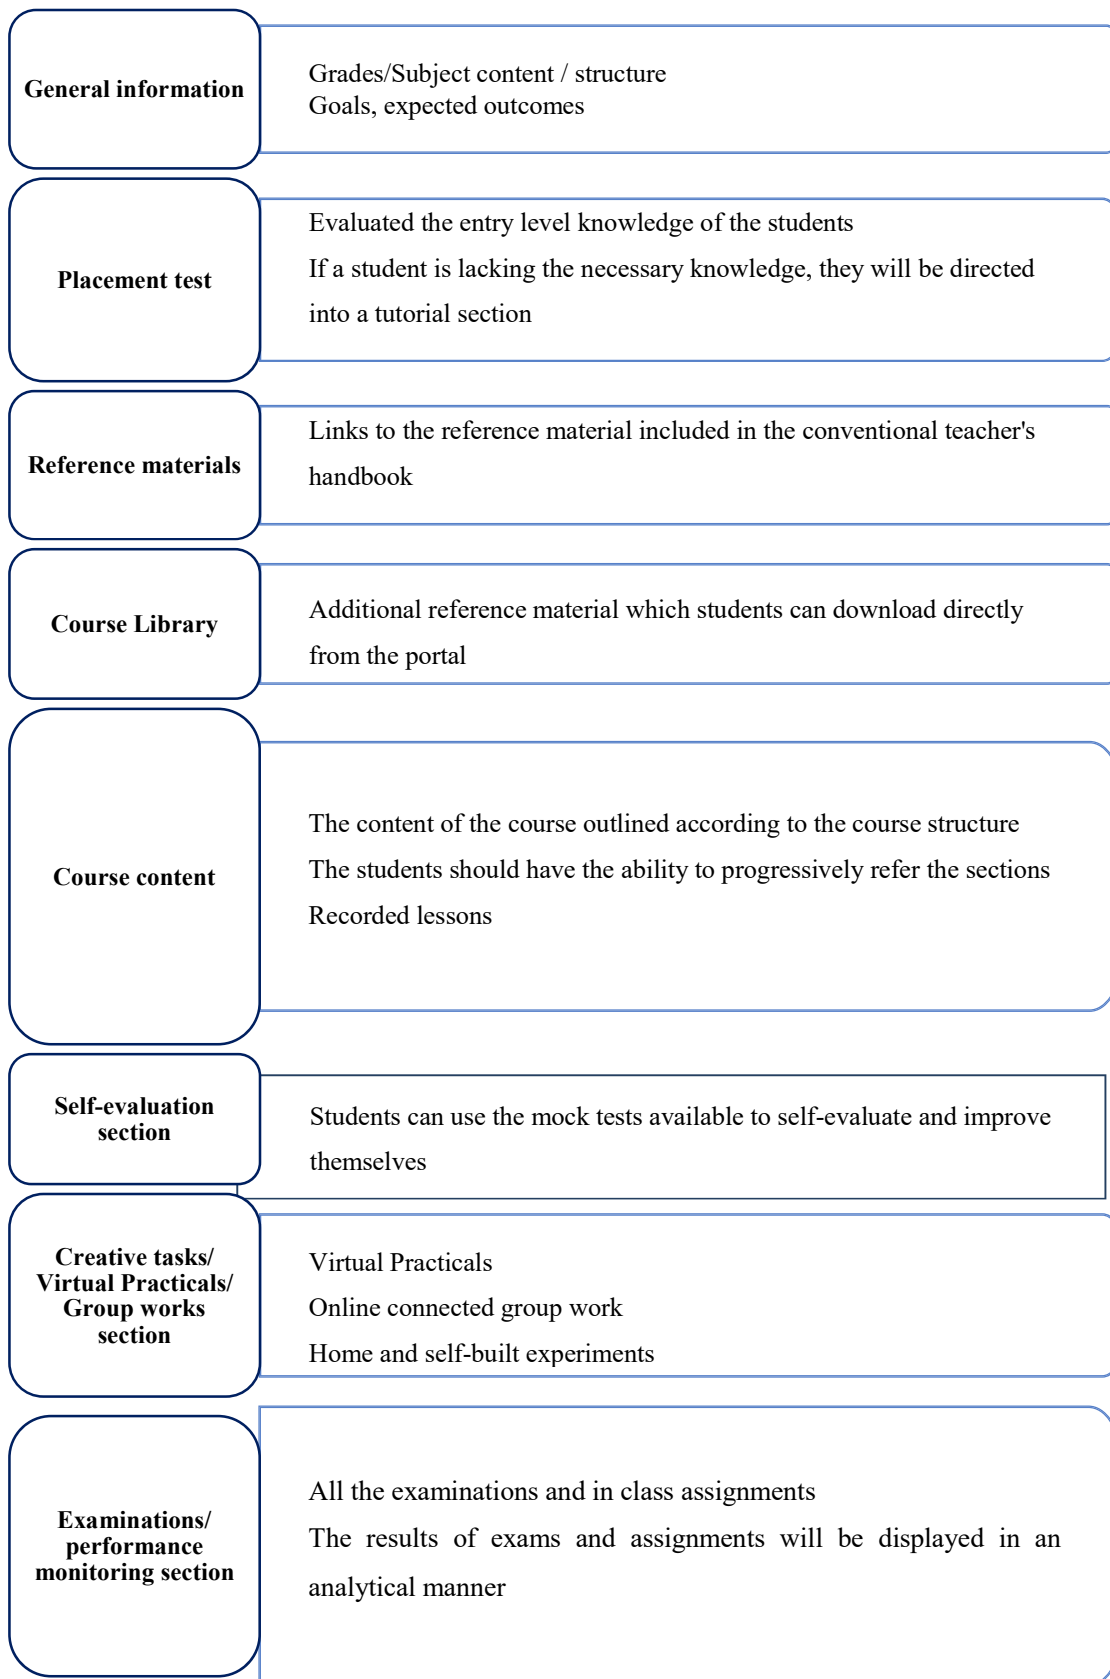 General information
Grades/Subject content / structure
Goals, expected outcomes
Placement test
Evaluated the entry level knowledge of the students
If a student is lacking the necessary knowledge, they will be directed
into a tutorial section
Reference materials
Links to the reference material included in the conventional teacher's
handbook
Course Library
Additional reference material which students can download directly
from the portal
Course content
The content of the course outlined according to the course structure
The students should have the ability to progressively refer the sections
Recorded lessons
Self-evaluation
section
Students can use the mock tests available to self-evaluate and improve
themselves
Creative tasks/
Virtual Practicals/
Group works
section
Virtual Practicals
Online connected group work
Home and self-built experiments
Examinations/
performance
monitoring section
All the examinations and in class assignments
The results of exams and assignments will be displayed in an
analytical manner